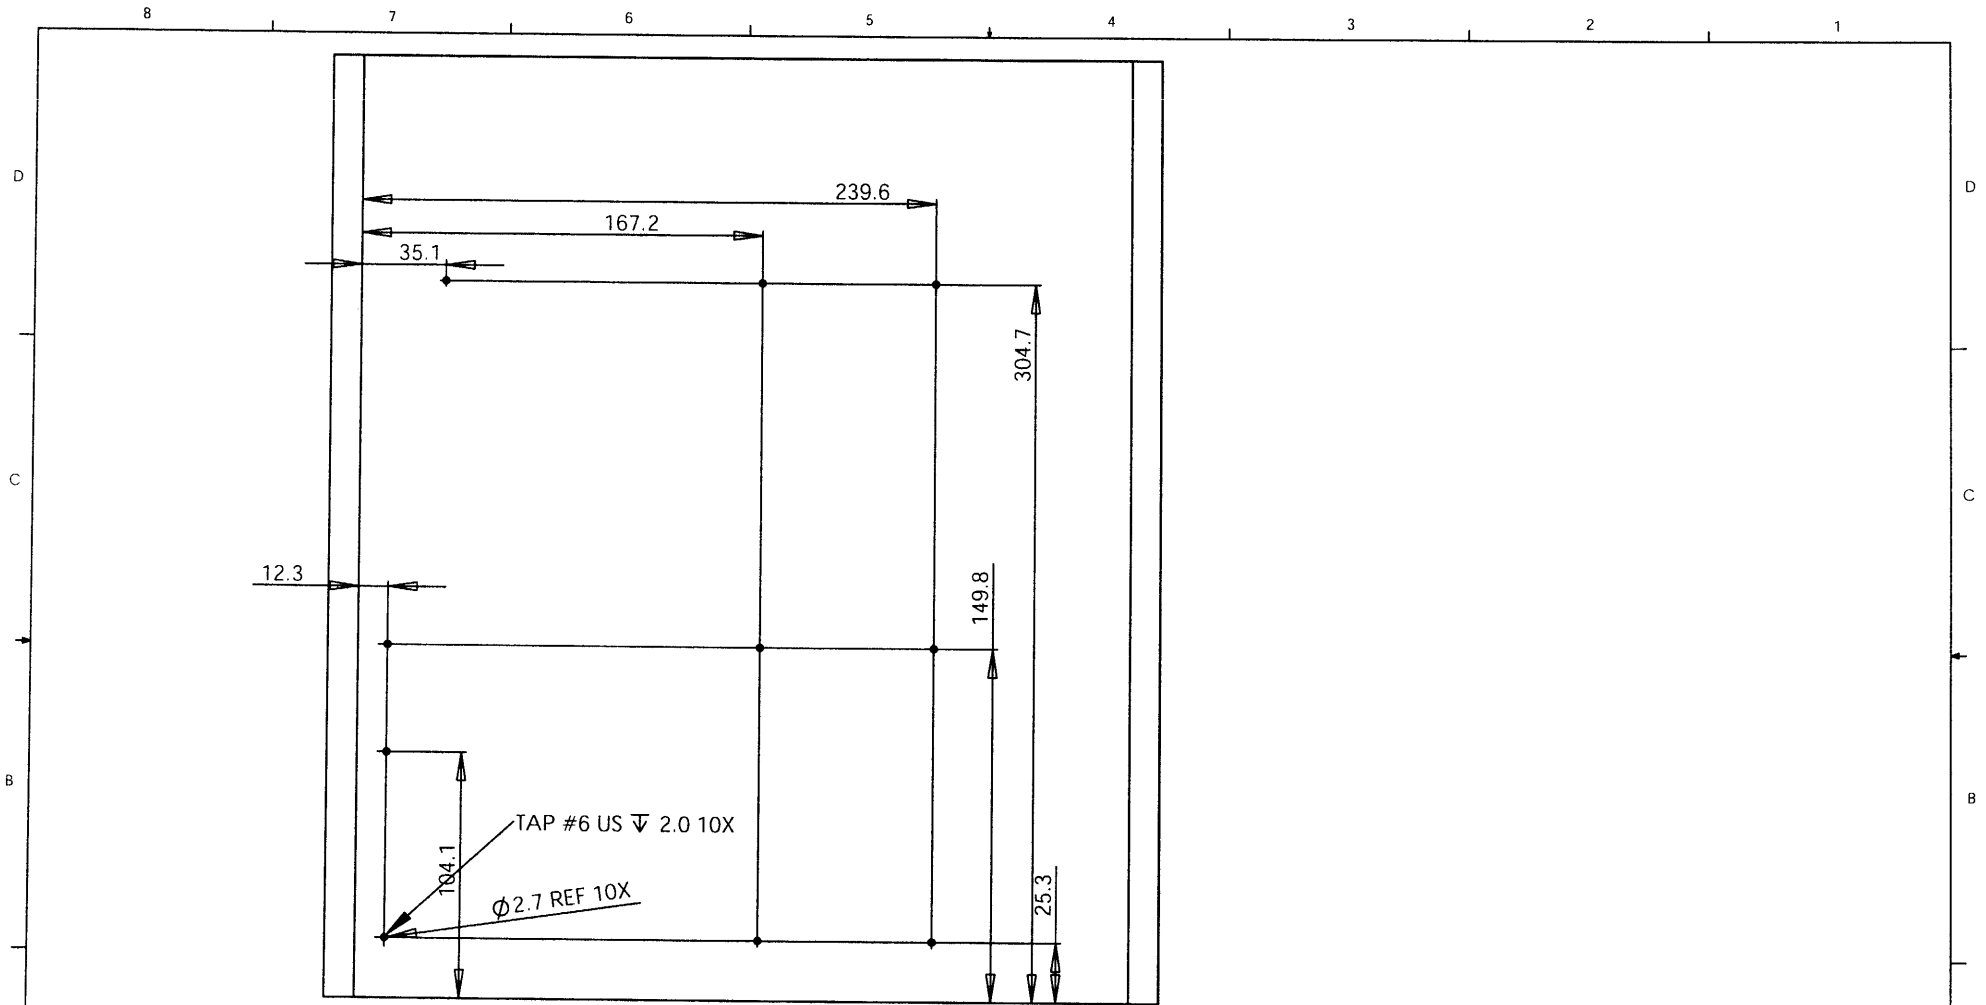 8 7 6 5 4 3 2 1
D D
239.6
167.2
35.1
304.7
C C
12.3
149.8
B B
TAP #6 US ↧ 2.0 10X
104.1
25.3
Ø2.7 REF 10X